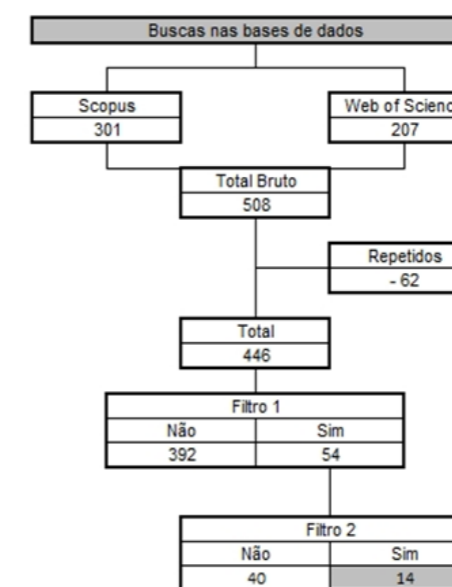 Buscas nas bases de dados
Scopus
301
Web of Scienc
207
Total Bruto
508
Repetidos
- 62
Total
446
Filtro 1
Não Sim
392 54
Filtro 2
Não Sim
40 14